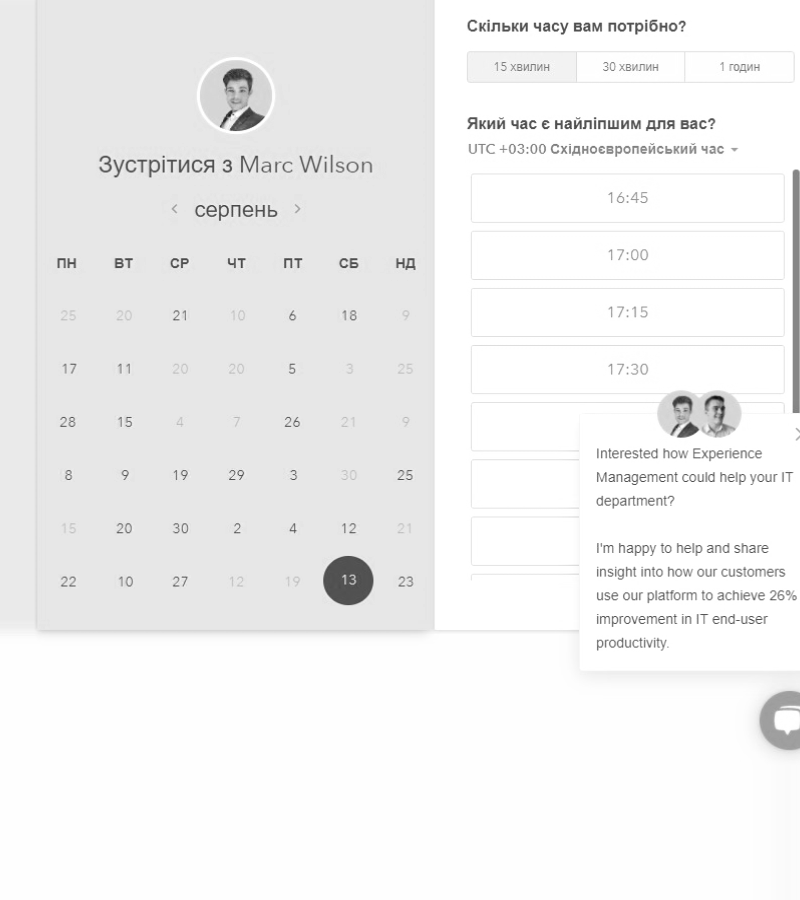 Зустрітися з Marc Wilson
серпень
ПН ВТ СР ЧТ ПТ СБ НД
25 20 21 10 6 18 9
17 11 20 20 5 3 25
28 15 4 7 26 21 9
8 9 19 29 3 30 25
15 20 30 2 4 12 21
22 10 27 12 19 13 23
Скільки часу вам потрібно?
15 хвилин 30 хвилин 1 годин
Який час є найліпшим для вас?
UTC +03:00 Східноєвропейський час
16:45
17:00
17:15
17:30
Interested how Experience
Management could help your IT
department?
I'm happy to help and share
insight into how our customers
use our platform to achieve 26%
improvement in IT end-user
productivity.